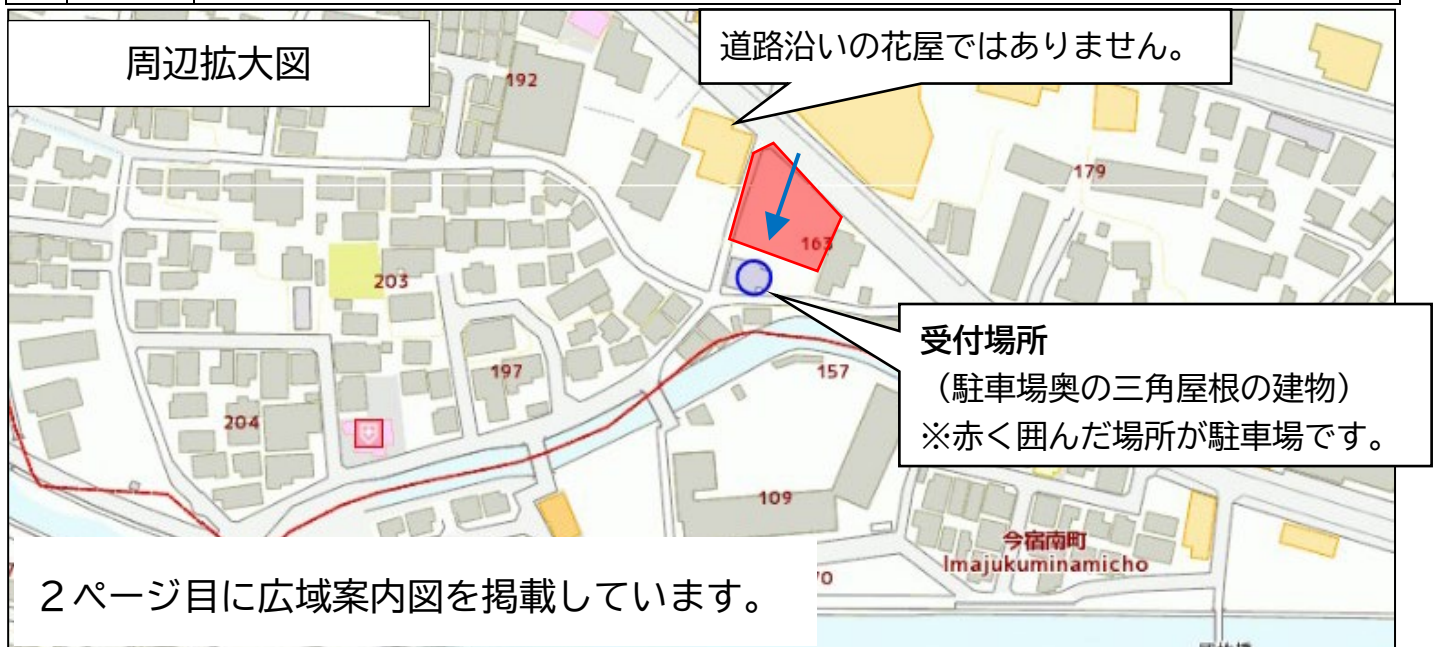 周辺拡大図
道路沿いの花屋ではありません。
192
179
163
203
受付場所
（駐車場奥の三角屋根の建物）
※赤く囲んだ場所が駐車場です。
197
157
204
109
今宿南町
Imajukuminamicho
２ページ目に広域案内図を掲載しています。